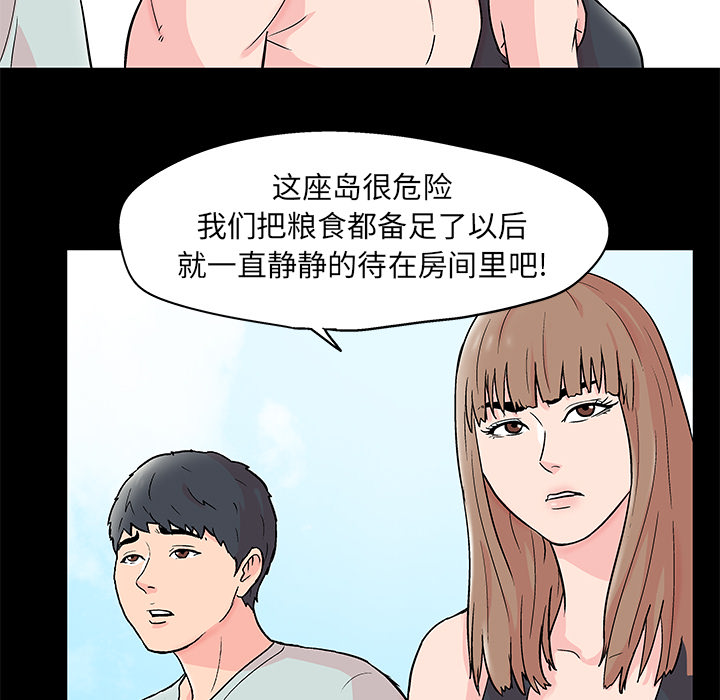 这座岛很危险
我们把粮食都备足了以后
就一直静静的待在房间里吧!